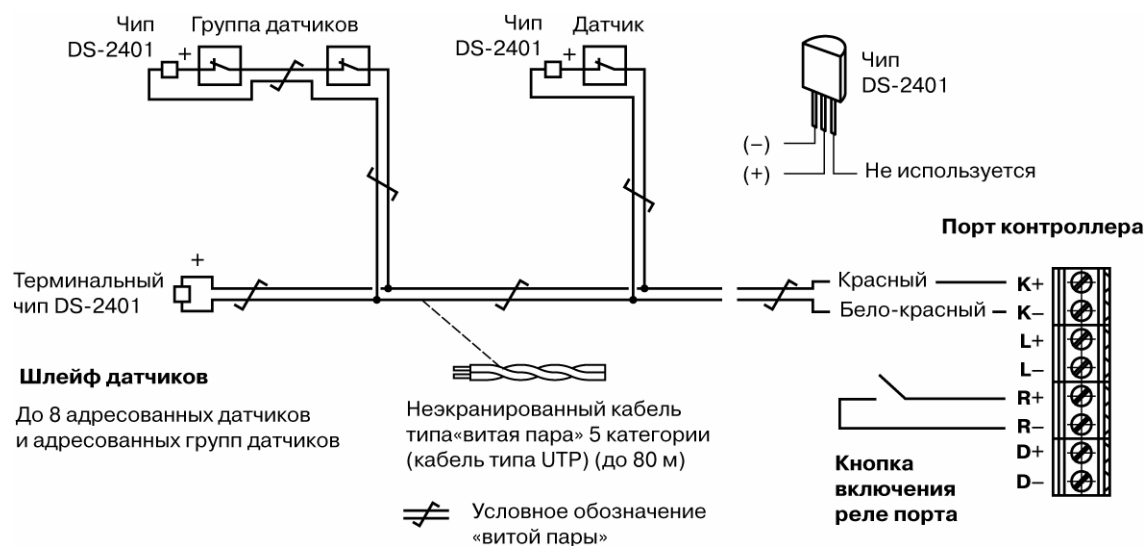 Чип
DS-2401
+
Группа датчиков
Чип
DS-2401
+
Датчик
Чип
DS-2401
(–)
(+)
Не используется
Порт контроллера
Терминальный
чип DS-2401
+
Красный
Бело-красный
K+
K–
L+
L–
R+
R–
D+
D–
Шлейф датчиков
До 8 адресованных датчиков
и адресованных групп датчиков
Неэкранированный кабель
типа«витая пара» 5 категории
(кабель типа UTP) (до 80 м)
Кнопка
включения
реле порта
Условное обозначение
«витой пары»